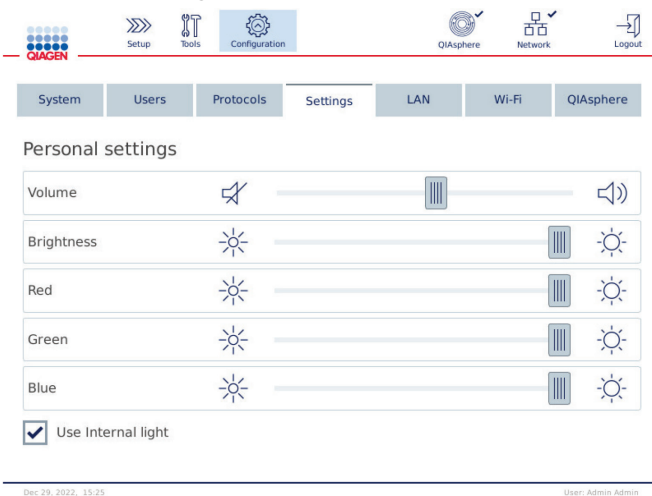 QIAGEN
Setup
Tools
Configuration
QIAsphere
Network
Logout
System
Users
Protocols
Settings
LAN
Wi-Fi
QIAsphere
Personal settings
Volume
Brightness
Red
Green
Blue
Use Internal light
Dec 29, 2022, 15:25
User: Admin Admin